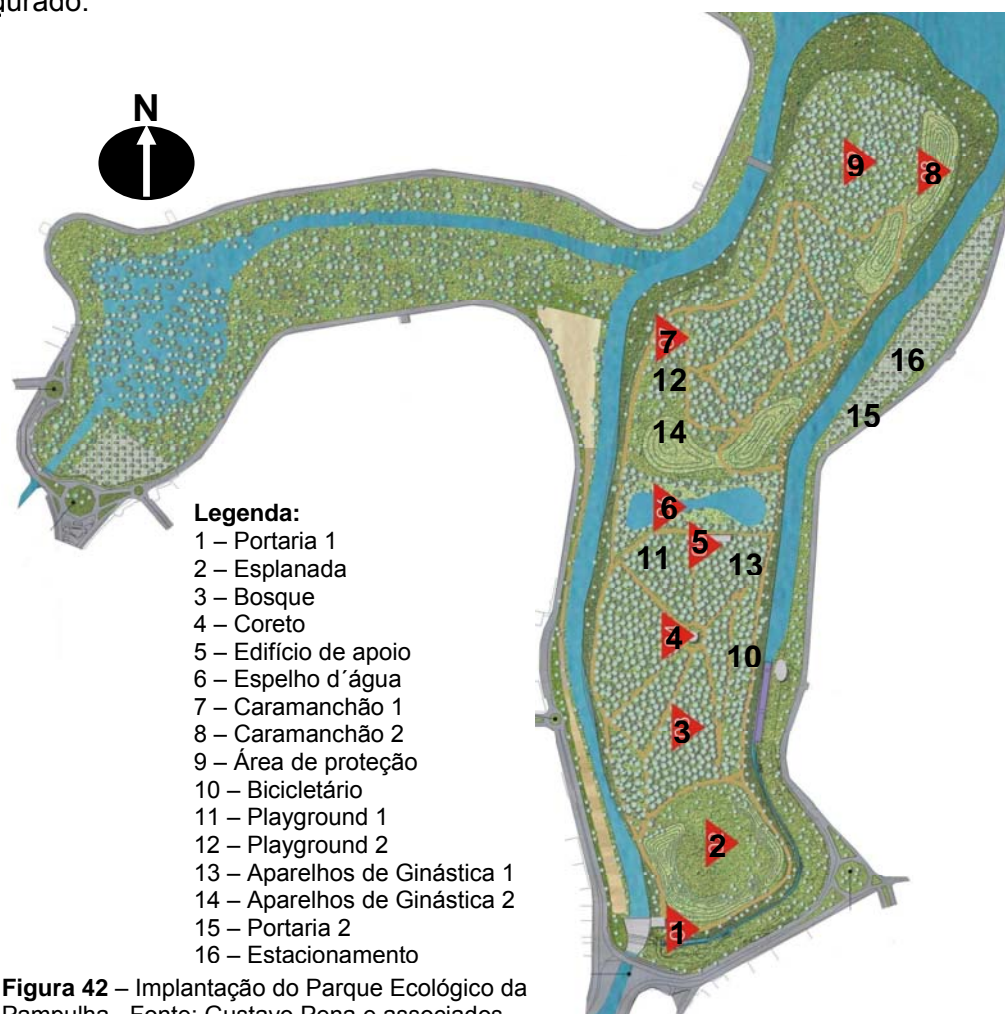 gurado.
N
9
8
7
12
16
15
14
6
5
11
13
4
10
3
2
1
Legenda:
1 – Portaria 1
2 – Esplanada
3 – Bosque
4 – Coreto
5 – Edifício de apoio
6 – Espelho d´água
7 – Caramanchão 1
8 – Caramanchão 2
9 – Área de proteção
10 – Bicicletário
11 – Playground 1
12 – Playground 2
13 – Aparelhos de Ginástica 1
14 – Aparelhos de Ginástica 2
15 – Portaria 2
16 – Estacionamento
Figura 42 – Implantação do Parque Ecológico da
Pampulha Fonte: Gustavo Pena e associados